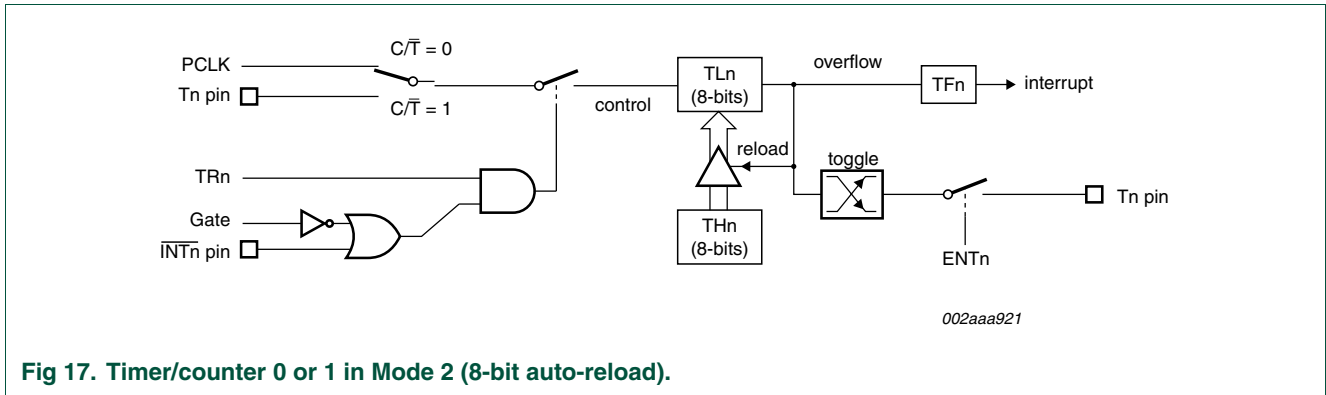 PCLK
C/T̅ = 0
Tn pin
C/T̅ = 1
control
TLn
(8-bits)
overflow
TFn
interrupt
TRn
Gate
I̅N̅T̅n̅ pin
reload
THn
(8-bits)
toggle
Tn pin
ENTn
002aaa921
Fig 17. Timer/counter 0 or 1 in Mode 2 (8-bit auto-reload).